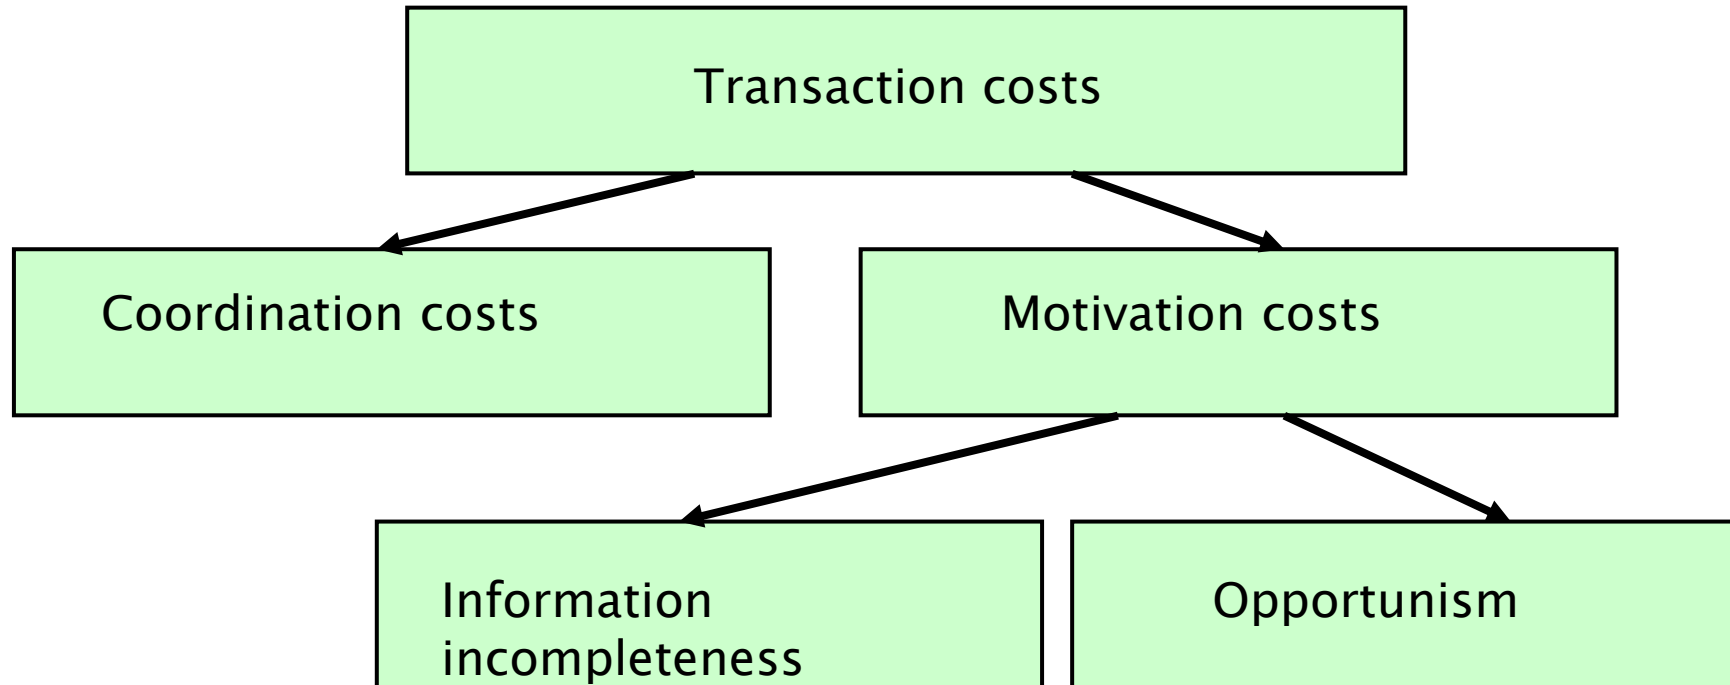 Transaction costs
Coordination costs
Motivation costs
Information
incompleteness
Opportunism